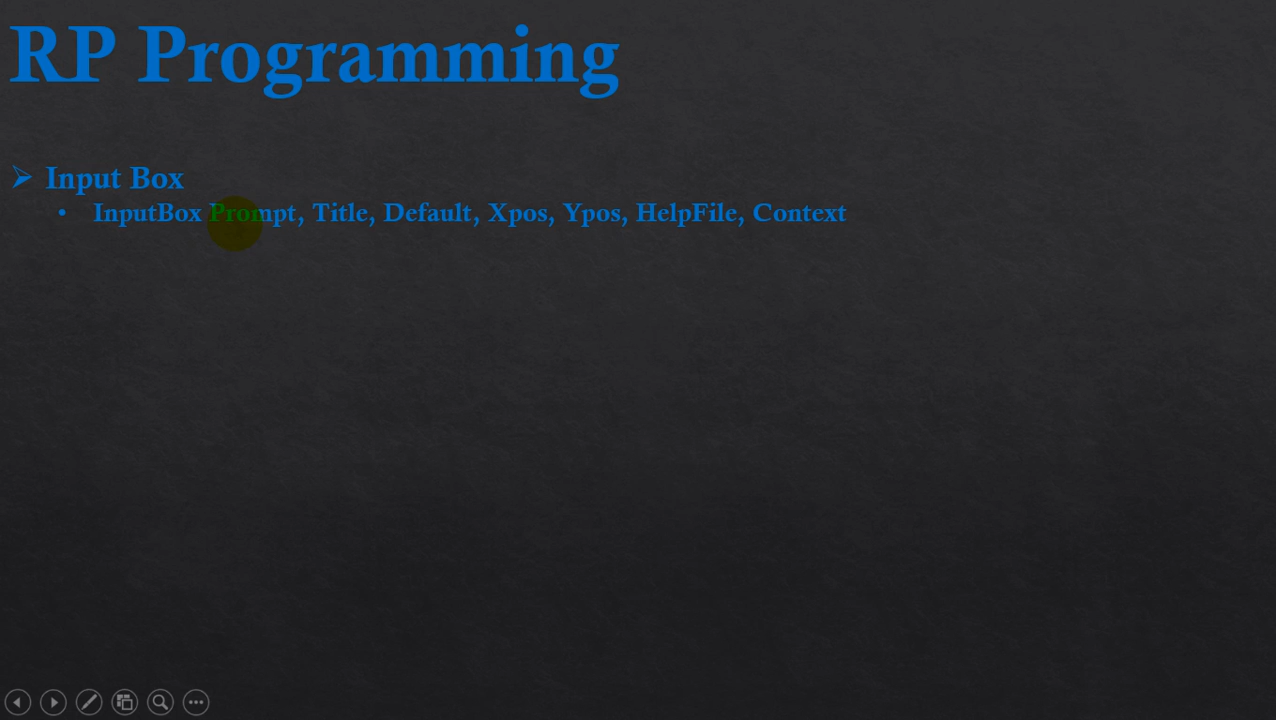 RP Programming
Input Box
InputBox Prompt, Title, Default, Xpos, Ypos, HelpFile, Context